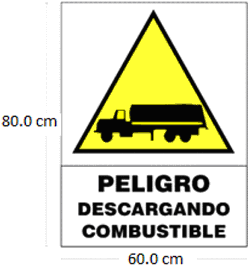 80.0 cm
PELIGRO
DESCARGANDO
COMBUSTIBLE
60.0 cm